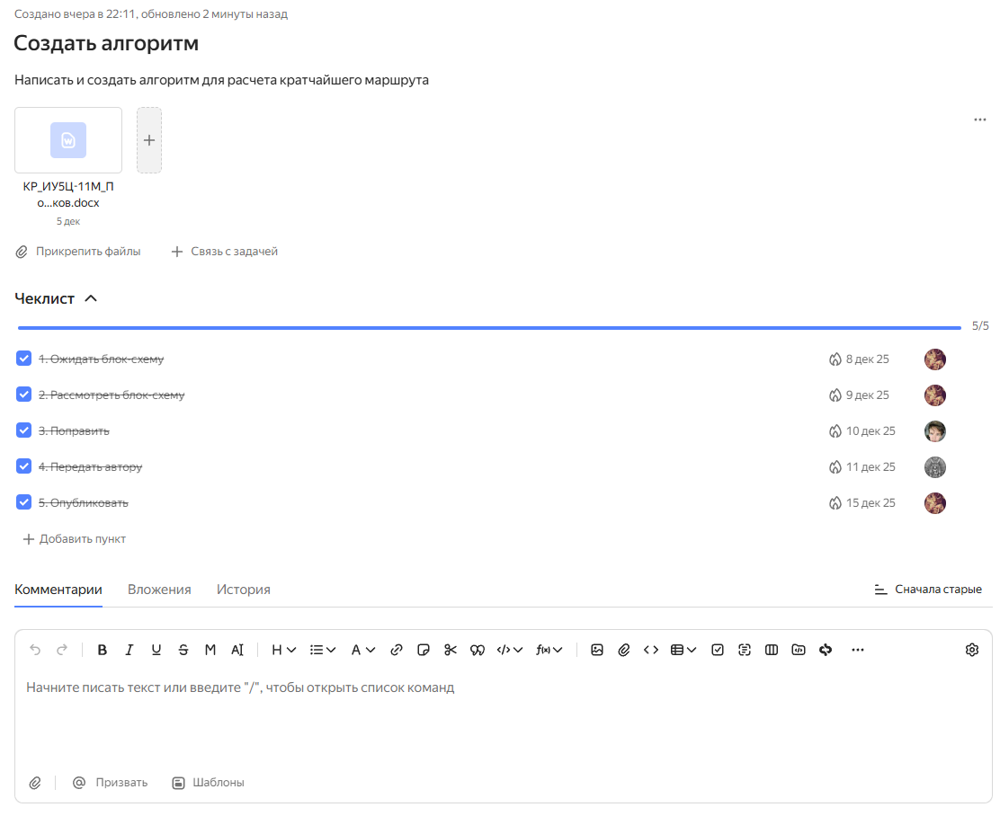 Создано вчера в 22:11, обновлено 2 минуты назад
Создать алгоритм
Написать и создать алгоритм для расчета кратчайшего маршрута
КР_ИУ5Ц-11М_П
о...ков.docx
5 дек
Прикрепить файлы
Связь с задачей
Чеклист
5/5
1. Ожидать блок-схему
8 дек 25
2. Рассмотреть блок-схему
9 дек 25
3. Поправить
10 дек 25
4. Передать автору
11 дек 25
5. Опубликовать
15 дек 25
Добавить пункт
Комментарии Вложения История
Сначала старые
Начните писать текст или введите "/", чтобы открыть список команд
Призвать
Шаблоны